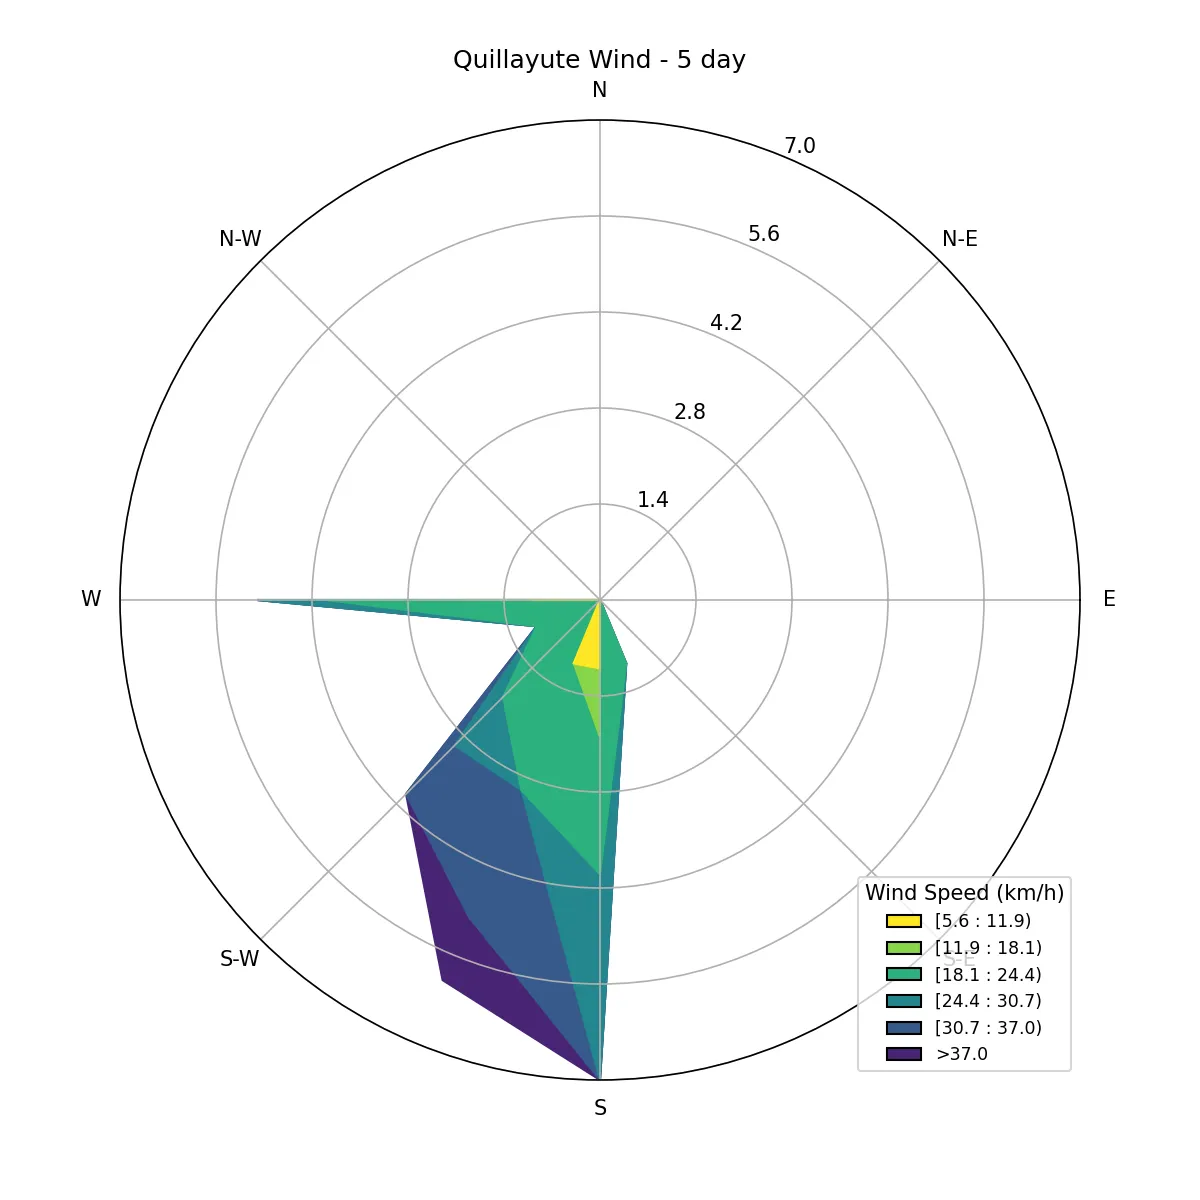 Quillayute Wind - 5 day
N
7.0
N-W
5.6
N-E
4.2
2.8
1.4
W
E
Wind Speed (km/h)
[5.6 : 11.9)
[11.9 : 18.1)
S-W
S-E
[18.1 : 24.4)
[24.4 : 30.7)
[30.7 : 37.0)
>37.0
S